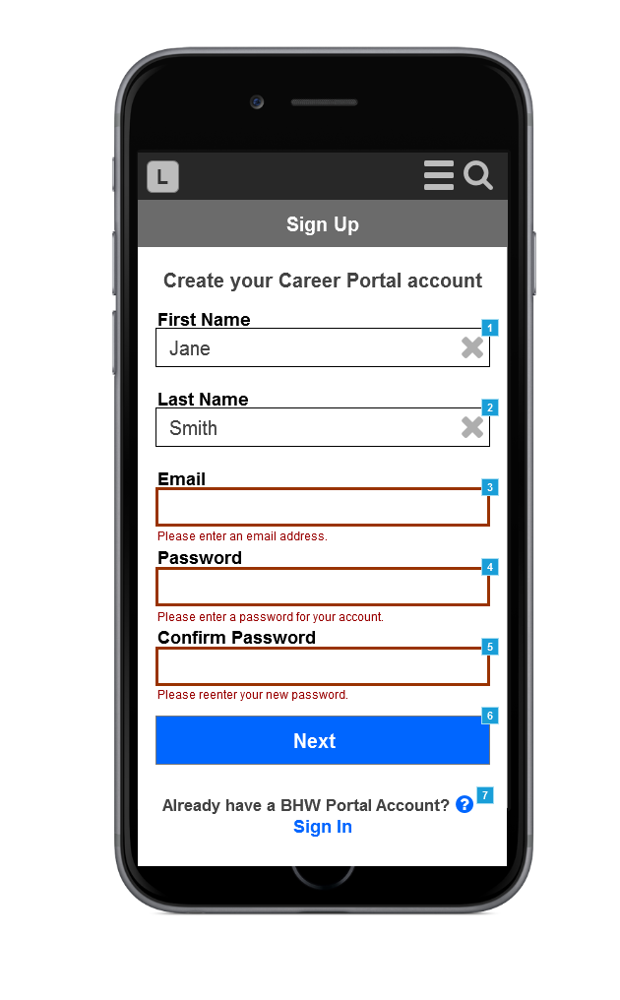 L
Sign Up
Create your Career Portal account
First Name
1
Jane
Last Name
2
Smith
Email
3
Please enter an email address.
Password
4
Please enter a password for your account.
Confirm Password
5
Please reenter your new password.
6
Next
Already have a BHW Portal Account? ? 7
Sign In